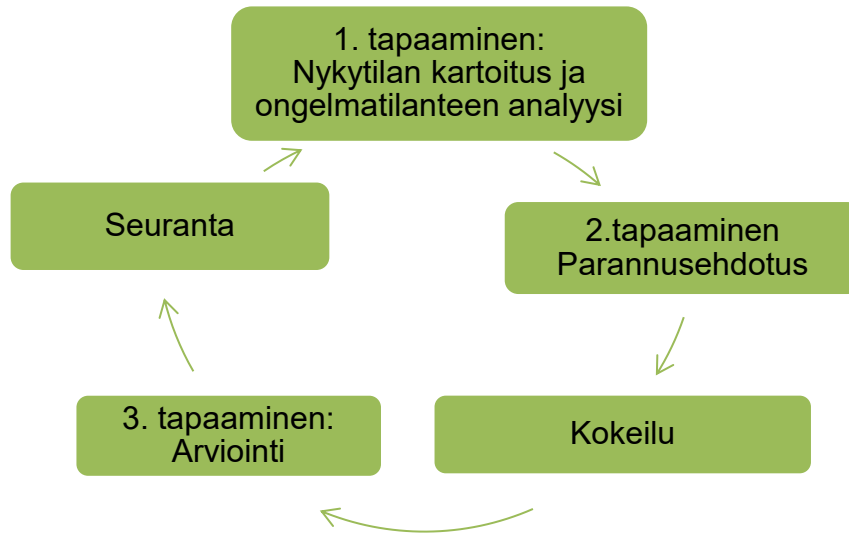 1. tapaaminen:
Nykytilan kartoitus ja
ongelmatilanteen analyysi
2.tapaaminen
Parannusehdotus
Kokeilu
3. tapaaminen:
Arviointi
Seuranta